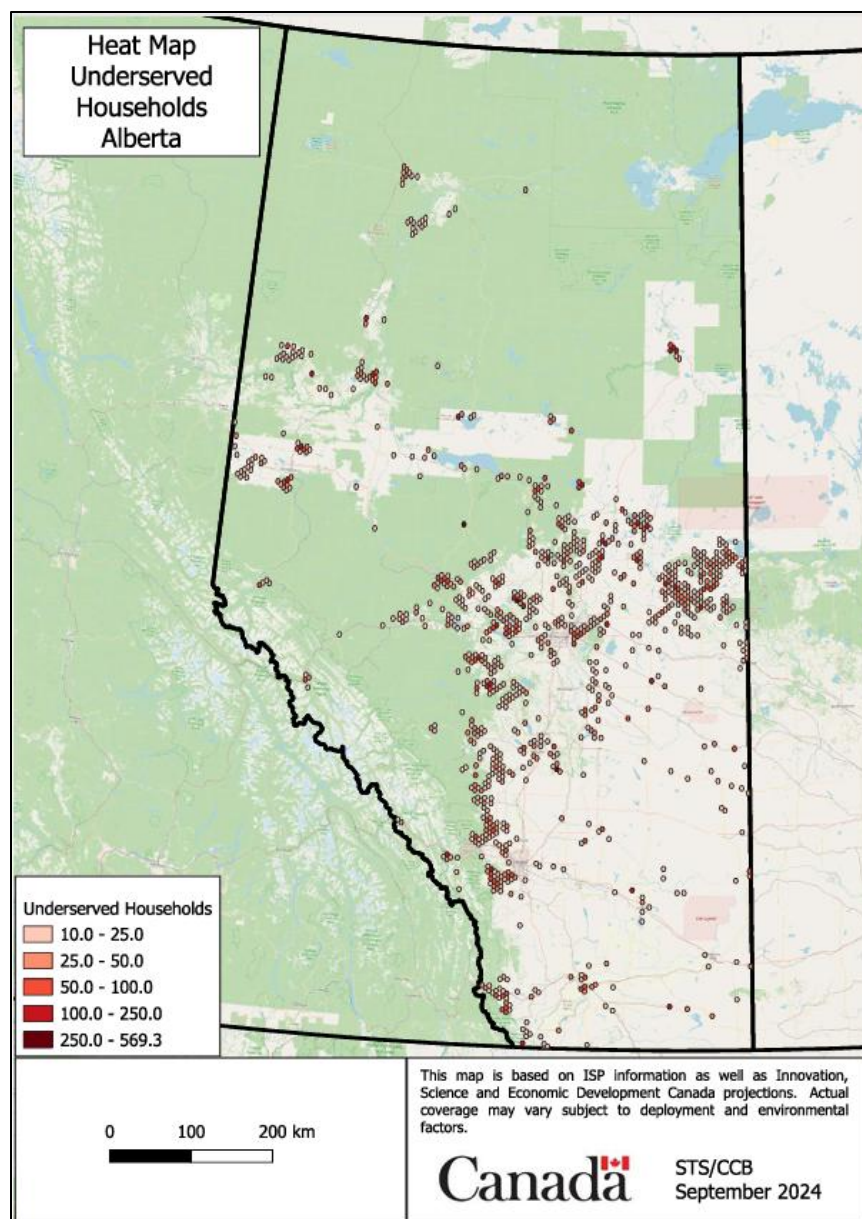 Heat Map
Underserved
Households
Alberta
Underserved Households
10.0 - 25.0
25.0 - 50.0
50.0 - 100.0
100.0 - 250.0
250.0 - 569.3
0 100 200 km
This map is based on ISP information as well as Innovation,
Science and Economic Development Canada projections. Actual
coverage may vary subject to deployment and environmental
factors.
Canada
STS/CCB
September 2024